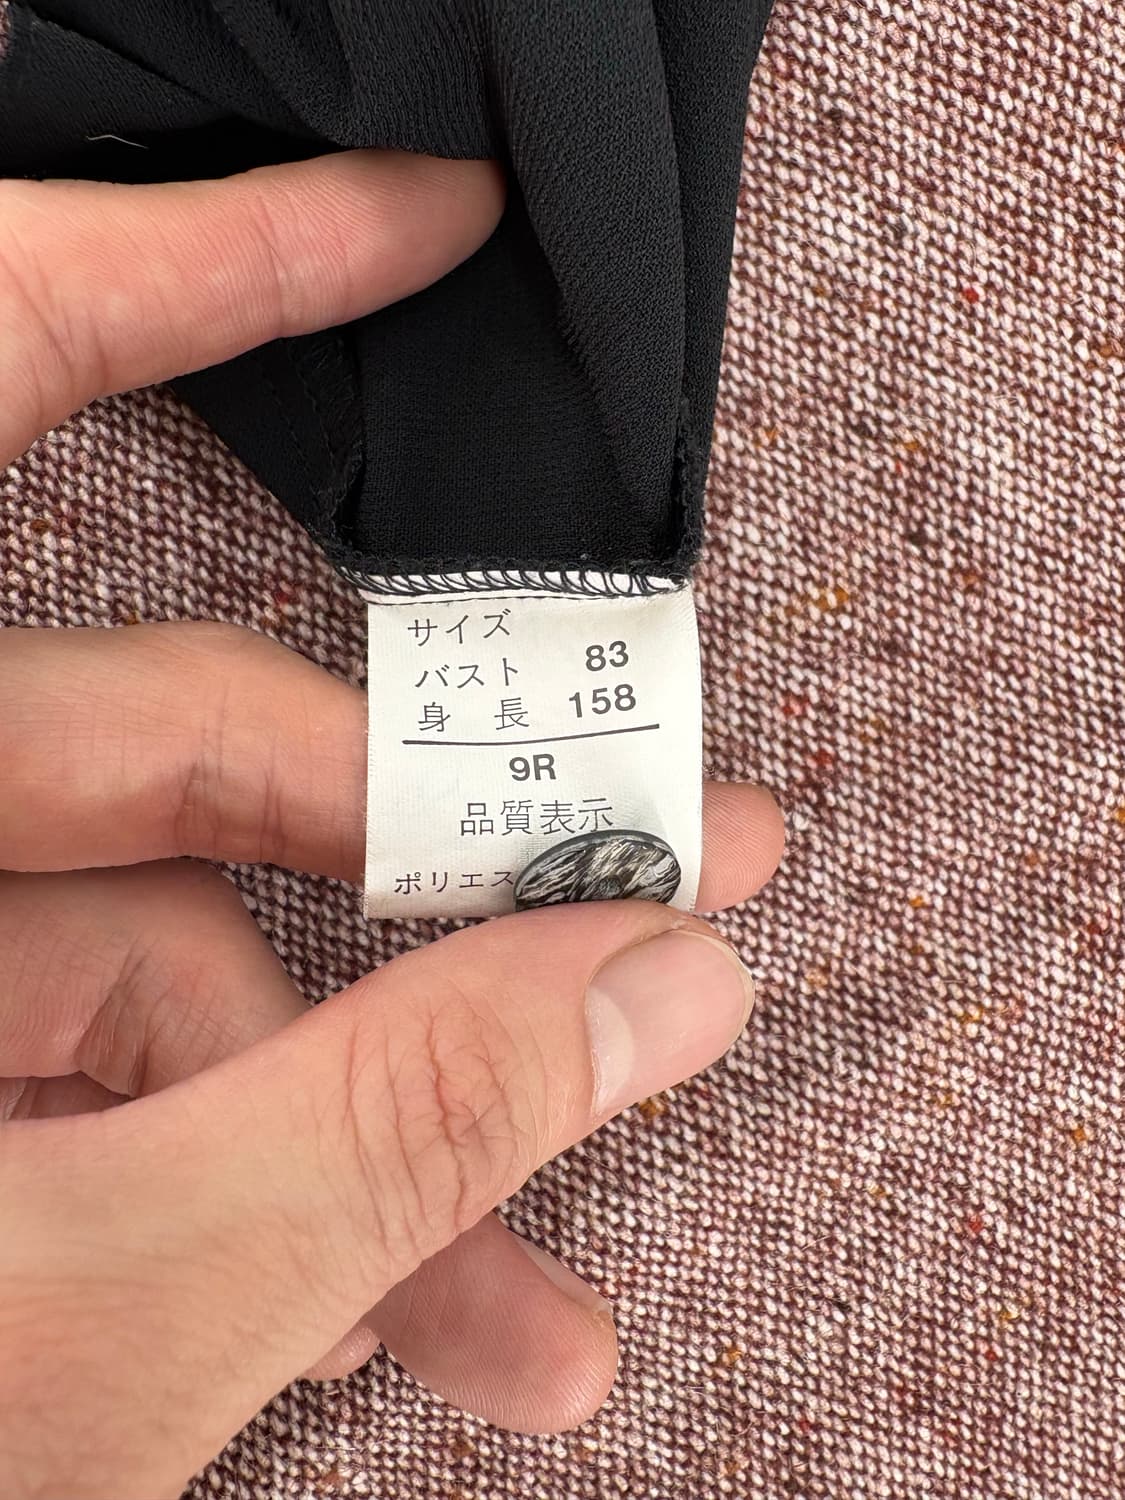 サイズ
バスト 83
身 長 158
9R
品質表示
ポリエス